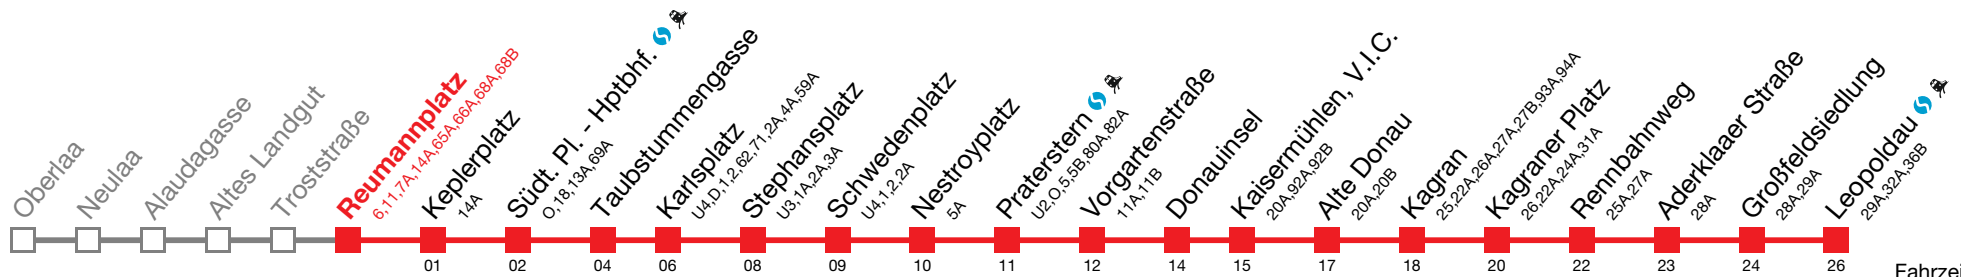 Oberlaa
Neulaa
Alaudagasse
Altes Landgut
Troststraße
Reumannplatz
6,11,7A,14A,65A,66A,68A,68B
Keplerplatz
14A
01
Südt. Pl. - Hptbhf.
O,18,13A,69A
02
Taubstummengasse
04
Karlsplatz
U4,D,1,2,62,71,2A,4A,59A
06
Stephansplatz
U3,1A,2A,3A
08
Schwedenplatz
U4,1,2,2A
09
Nestroyplatz
5A
10
Praterstern
U2,O,5,5B,80A,82A
11
Vorgartenstraße
11A,11B
12
Donauinsel
14
Kaisermühlen, V.I.C.
20A,92A,92B
15
Alte Donau
20A,20B
17
Kagran
25,22A,26A,27A,27B,93A,94A
18
Kagraner Platz
26,22A,24A,31A
20
Rennbahnweg
25A,27A
22
Aderklaaer Straße
28A
23
Großfeldsiedlung
28A,29A
24
Leopoldau
29A,32A,36B
26
Fahrzei